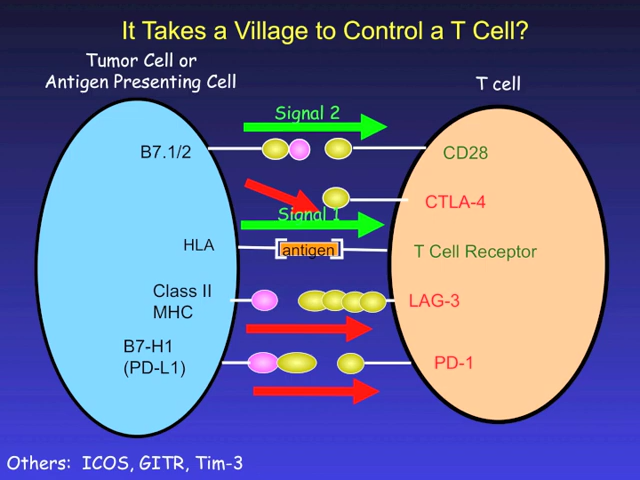 It Takes a Village to Control a T Cell?
Tumor Cell or
Antigen Presenting Cell
T cell
Signal 2
B7.1/2
CD28
CTLA-4
Signal 1
HLA
antigen
T Cell Receptor
Class II
MHC
LAG-3
B7-H1
(PD-L1)
PD-1
Others: ICOS, GITR, Tim-3